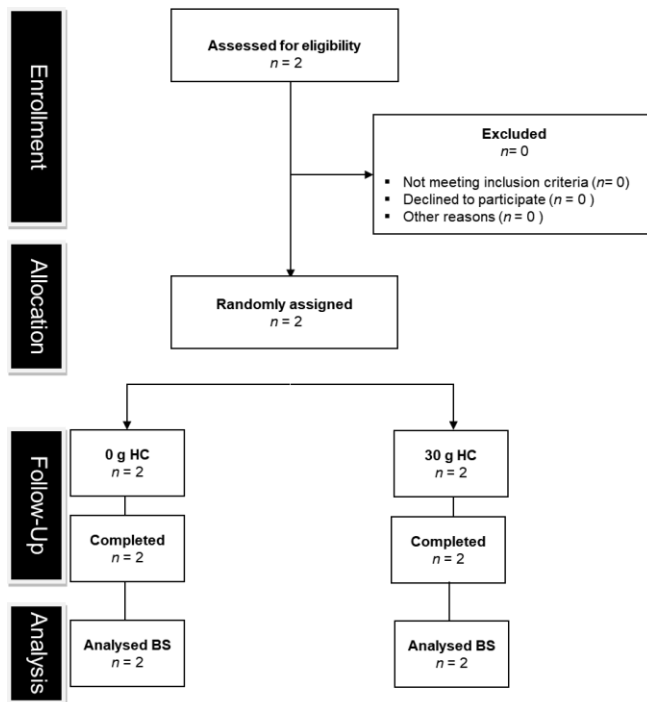 Enrollment
Assessed for eligibility
n = 2
Excluded
n= 0
▪ Not meeting inclusion criteria (n= 0)
▪ Declined to participate (n = 0 )
▪ Other reasons (n = 0 )
Allocation
Randomly assigned
n = 2
Follow-Up
0 g HC
n = 2
30 g HC
n = 2
Completed
n = 2
Completed
n = 2
Analysis
Analysed BS
n = 2
Analysed BS
n = 2